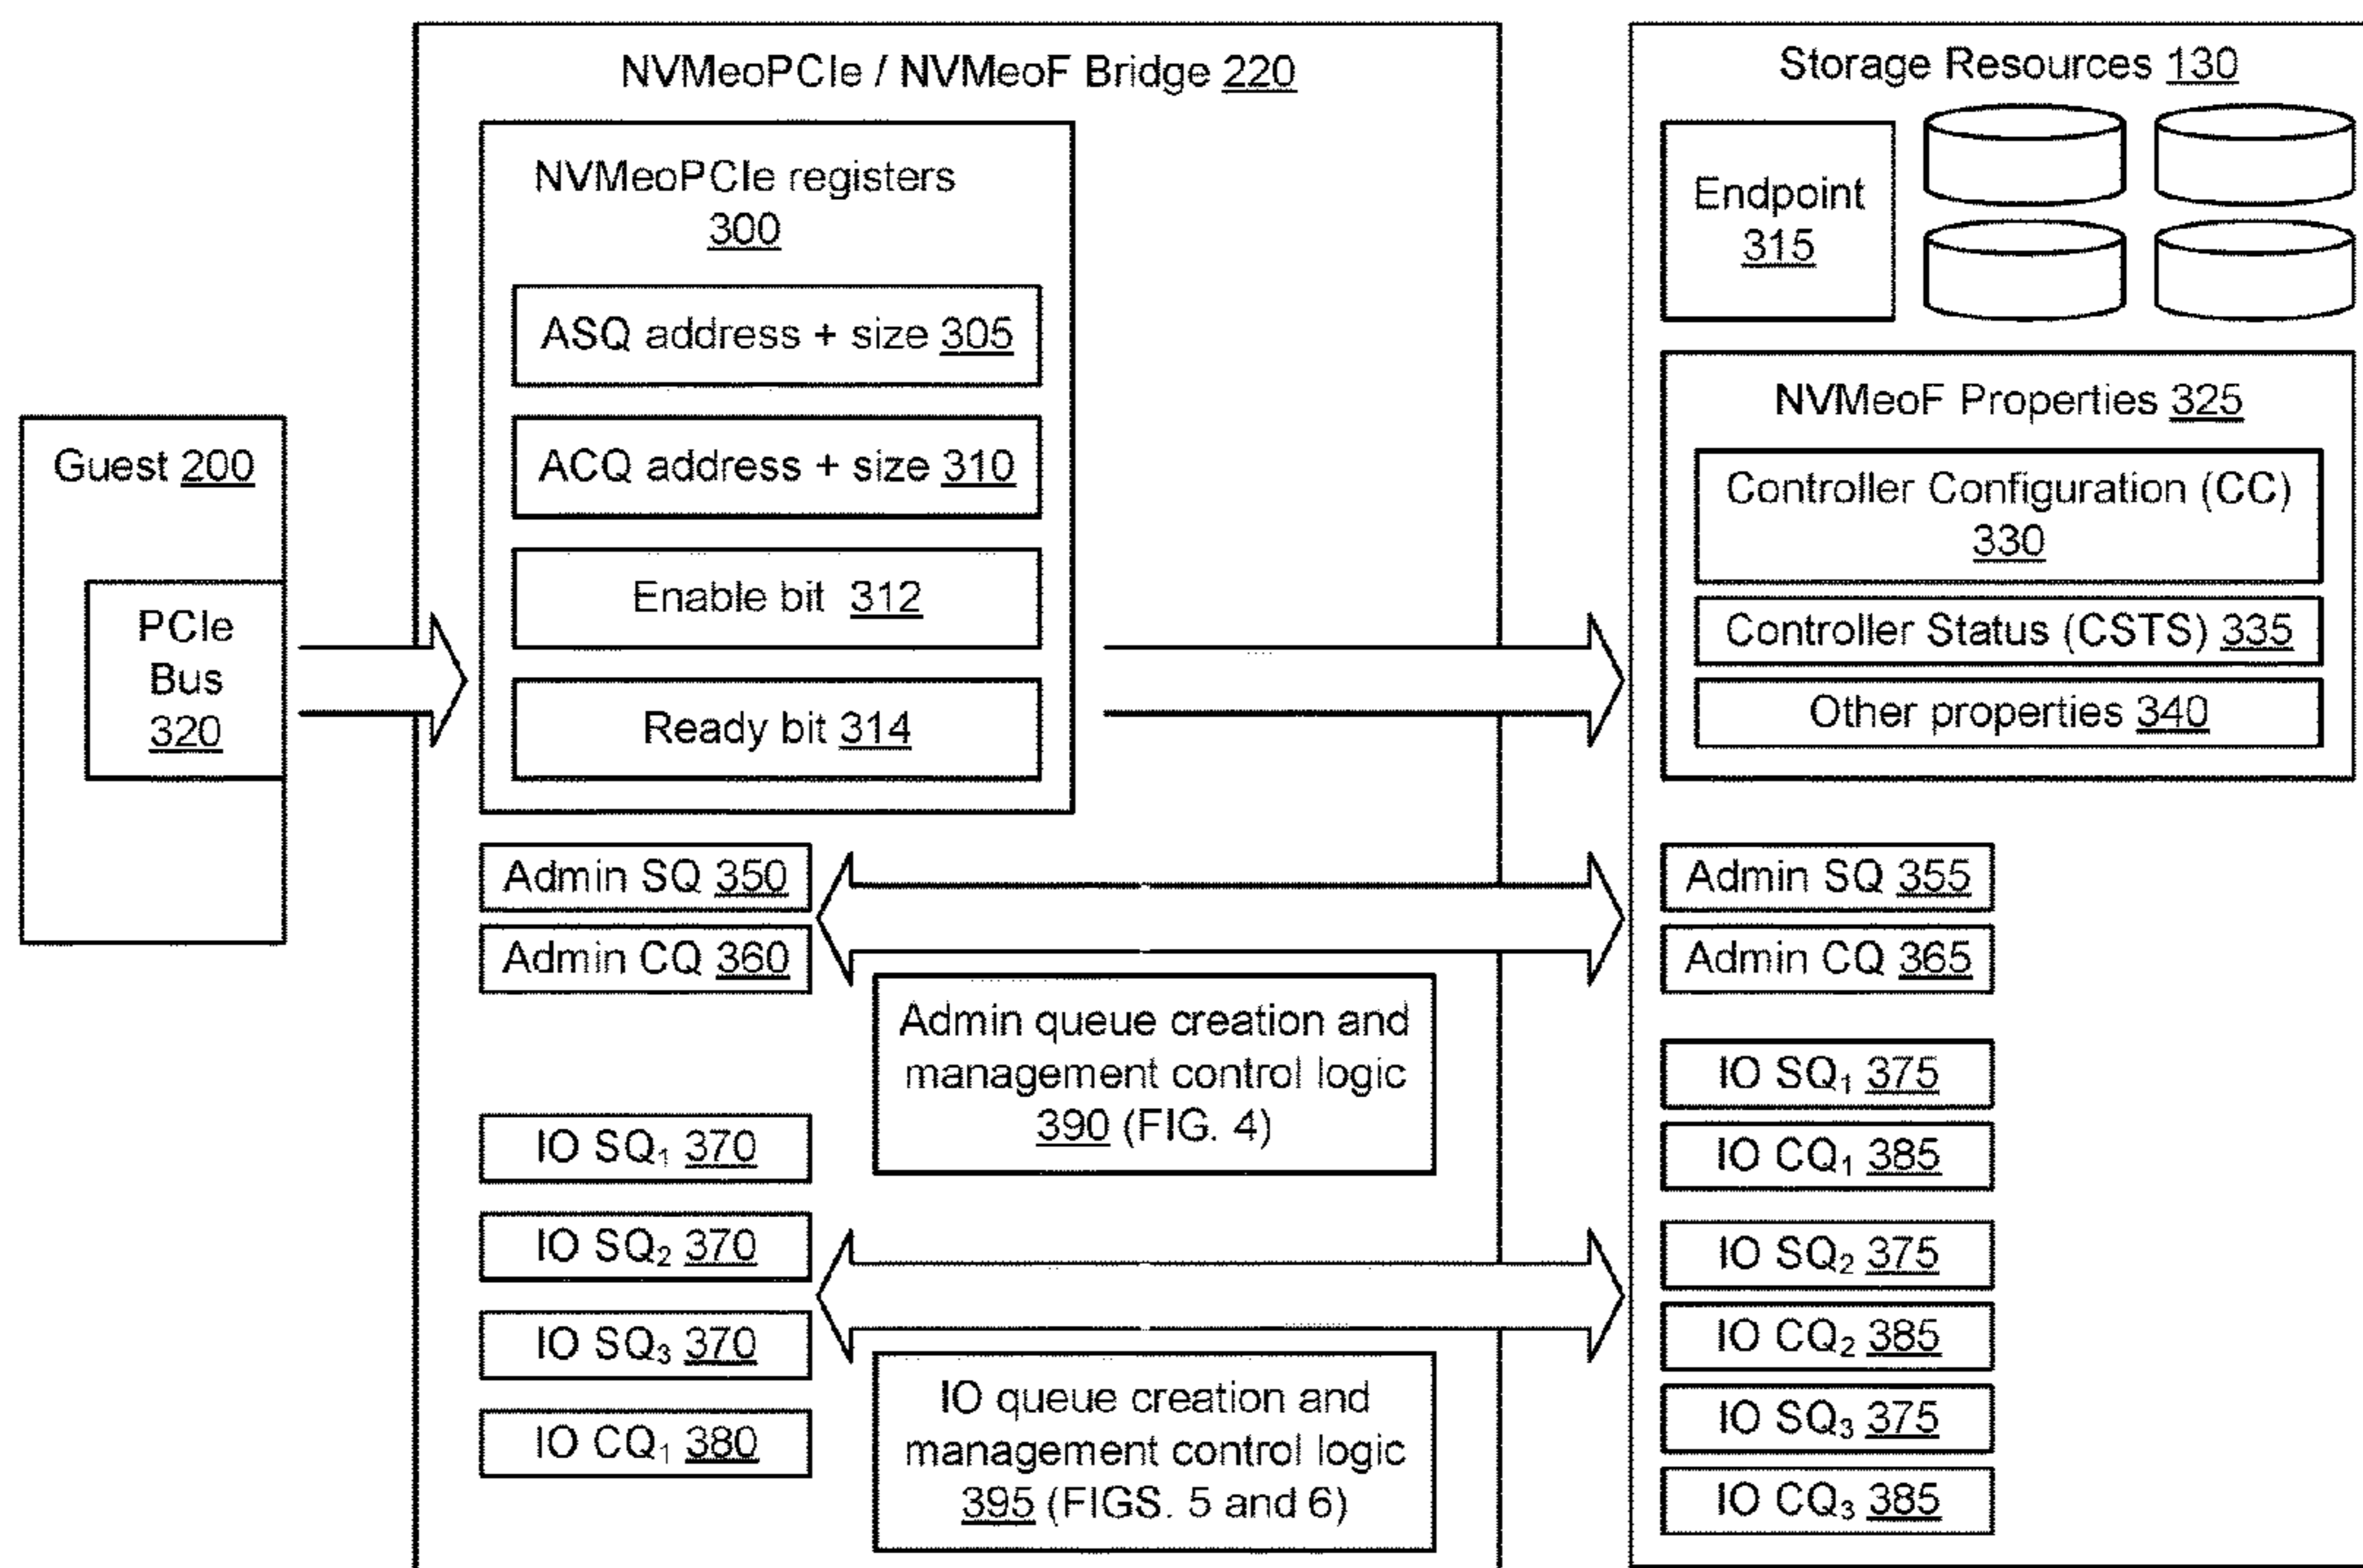 NVMeoPCIe / NVMeoF Bridge 220
NVMeoPCIe registers
300
ASQ address + size 305
ACQ address + size 310
Enable bit 312
Ready bit 314
Guest 200
PCIe
Bus
320
Storage Resources 130
Endpoint
315
NVMeoF Properties 325
Controller Configuration (CC)
330
Controller Status (CSTS) 335
Other properties 340
Admin SQ 350
Admin CQ 360
Admin queue creation and
management control logic
390 (FIG. 4)
IO SQ₁ 370
IO SQ₂ 370
IO SQ₃ 370
IO CQ₁ 380
IO queue creation and
management control logic
395 (FIGS. 5 and 6)
Admin SQ 355
Admin CQ 365
IO SQ₁ 375
IO CQ₁ 385
IO SQ₂ 375
IO CQ₂ 385
IO SQ₃ 375
IO CQ₃ 385